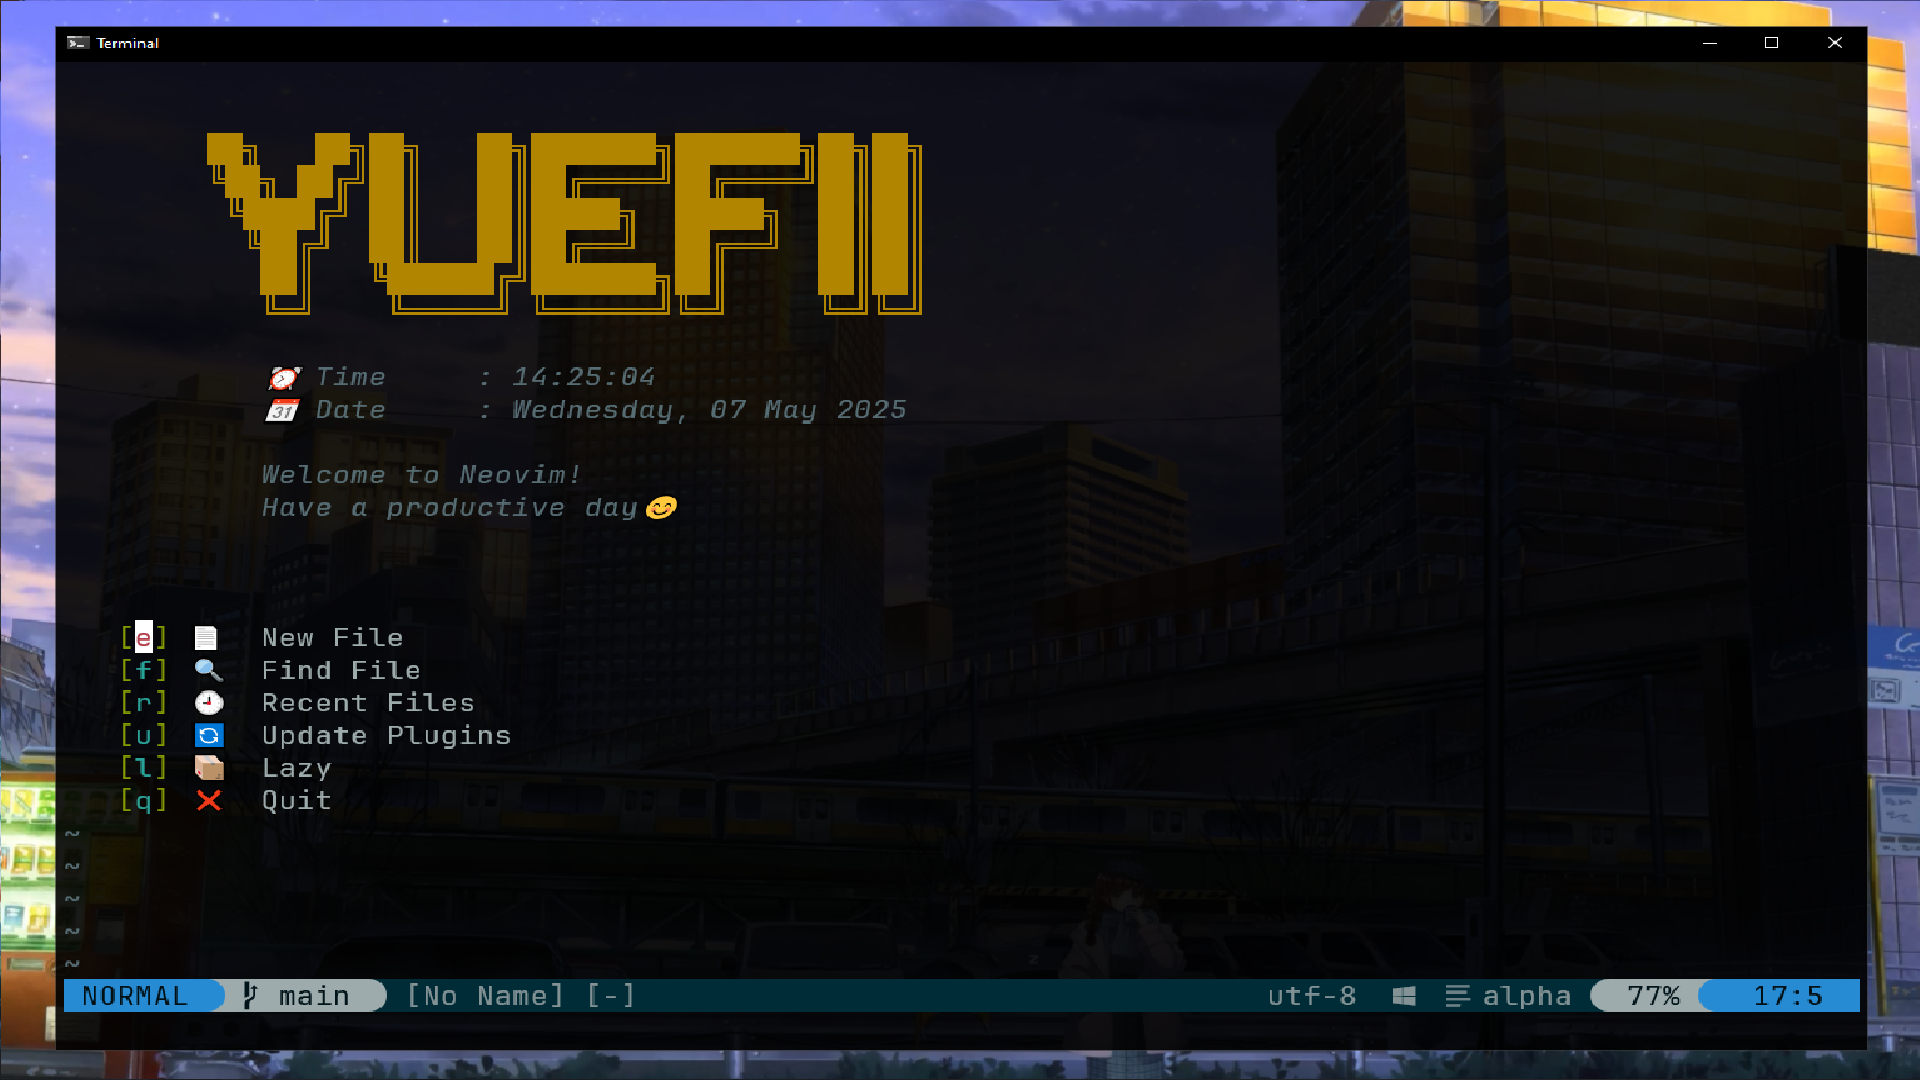 Terminal
YUEFII
Time : 14:25:04
31 Date : Wednesday, 07 May 2025
Welcome to Neovim!
Have a productive day
[e] New File
[f] Find File
[r] Recent Files
[u] Update Plugins
[l] Lazy
[q] Quit
~
~
~
~
~
NORMAL main [No Name] [-] utf-8 alpha 77% 17:5